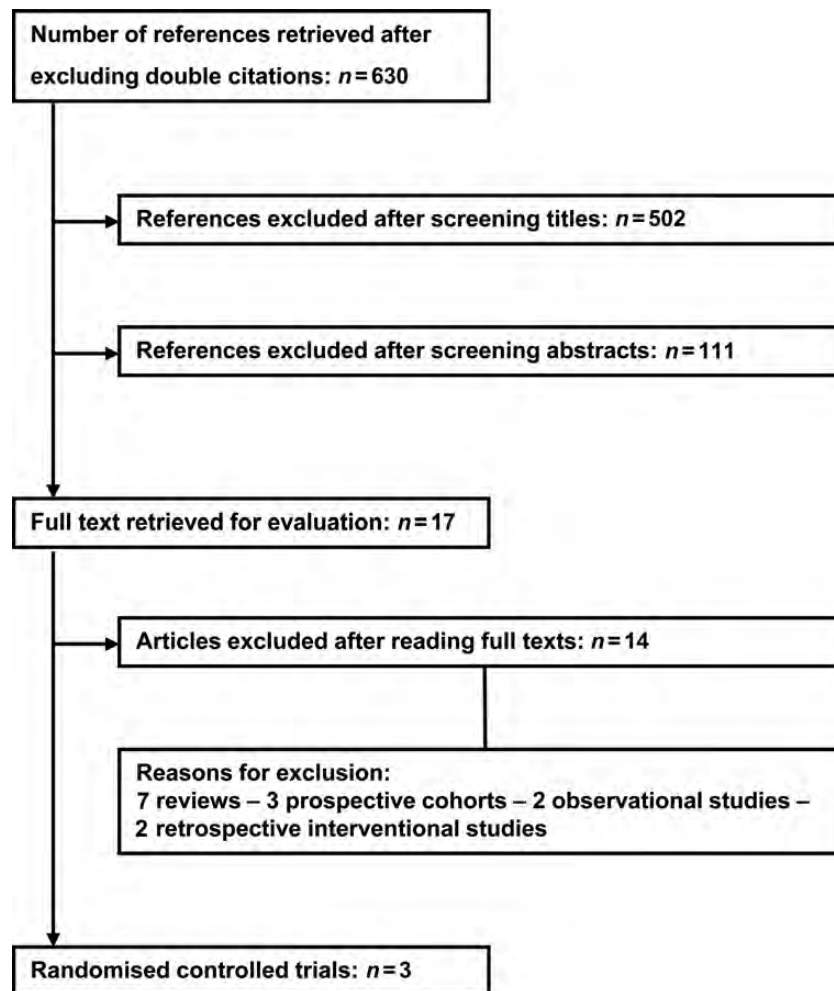 Number of references retrieved after
excluding double citations: n=630
References excluded after screening titles: n=502
References excluded after screening abstracts: n=111
Full text retrieved for evaluation: n=17
Articles excluded after reading full texts: n=14
Reasons for exclusion:
7 reviews – 3 prospective cohorts – 2 observational studies –
2 retrospective interventional studies
Randomised controlled trials: n=3